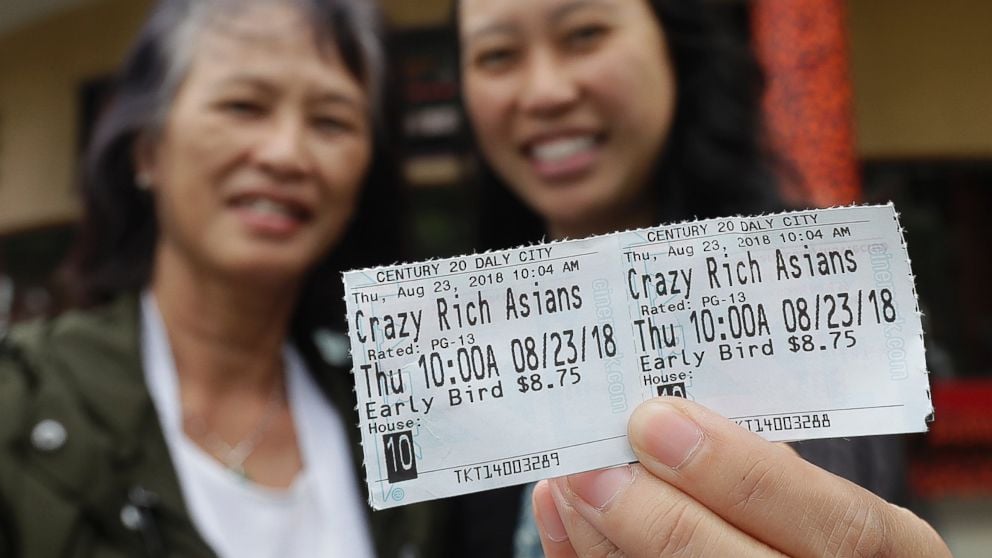 CENTURY 20 DALY CITY
Thu, Aug 23, 2018 10:04 AM
Crazy Rich Asians
Rated: PG-13
Thu 10:00A 08/23/18
Early Bird $8.75
House:
10
TKT14003289
CENTURY 20 DALY CITY
Thu, Aug 23, 2018 10:04 AM
Crazy Rich Asians
Rated: PG-13
Thu 10:00A 08/23/18
Early Bird $8.75
House:
10
TKT14003288